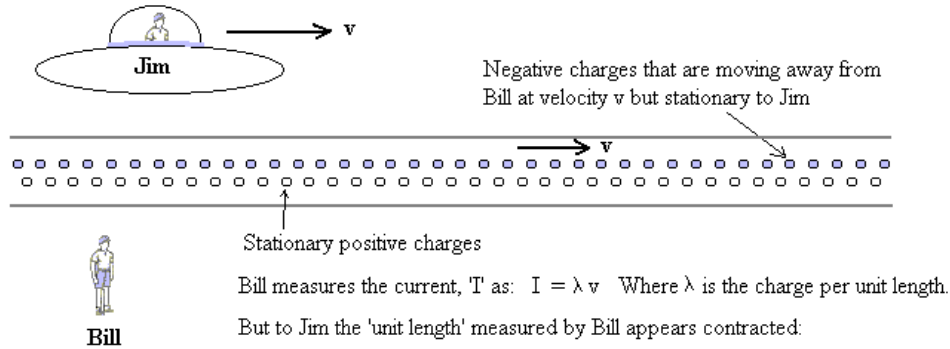 v
Jim
Negative charges that are moving away from
Bill at velocity v but stationary to Jim
v
Stationary positive charges
Bill measures the current, 'I' as: I = λ v Where λ is the charge per unit length.
But to Jim the 'unit length' measured by Bill appears contracted:
Bill